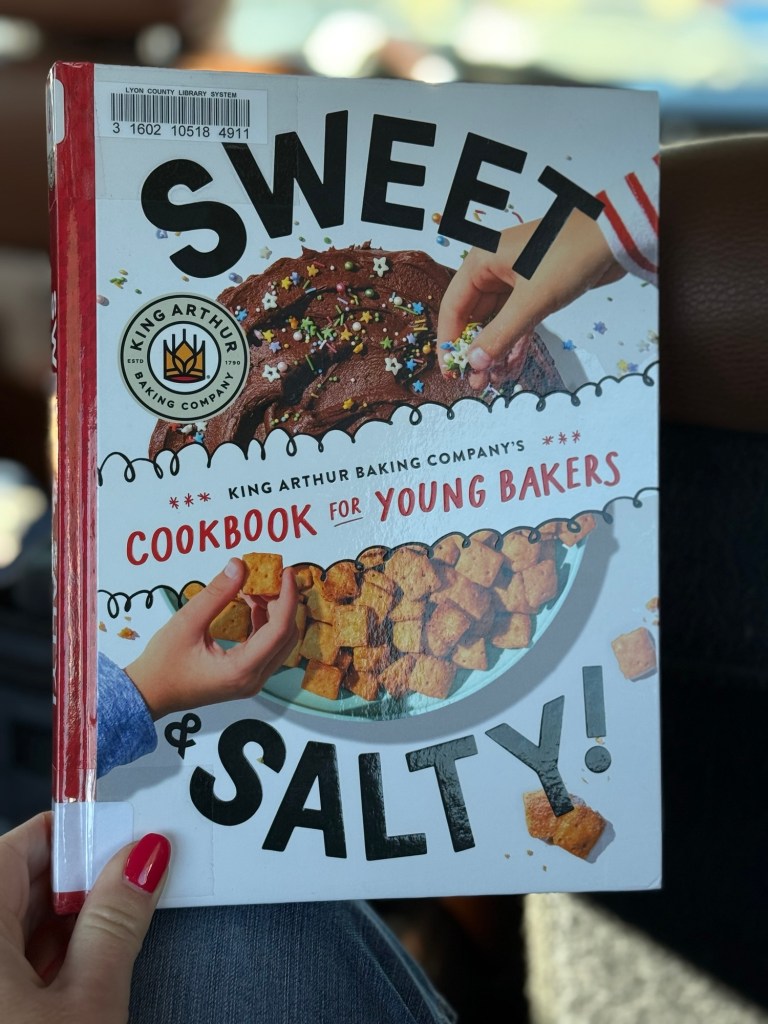 LYON COUNTY LIBRARY SYSTEM
3 1602 10518 4911
SWEET
KING ARTHUR
ESTD 1790
BAKING COMPANY
*** KING ARTHUR BAKING COMPANY'S ***
COOKBOOK FOR YOUNG BAKERS
& SALTY!